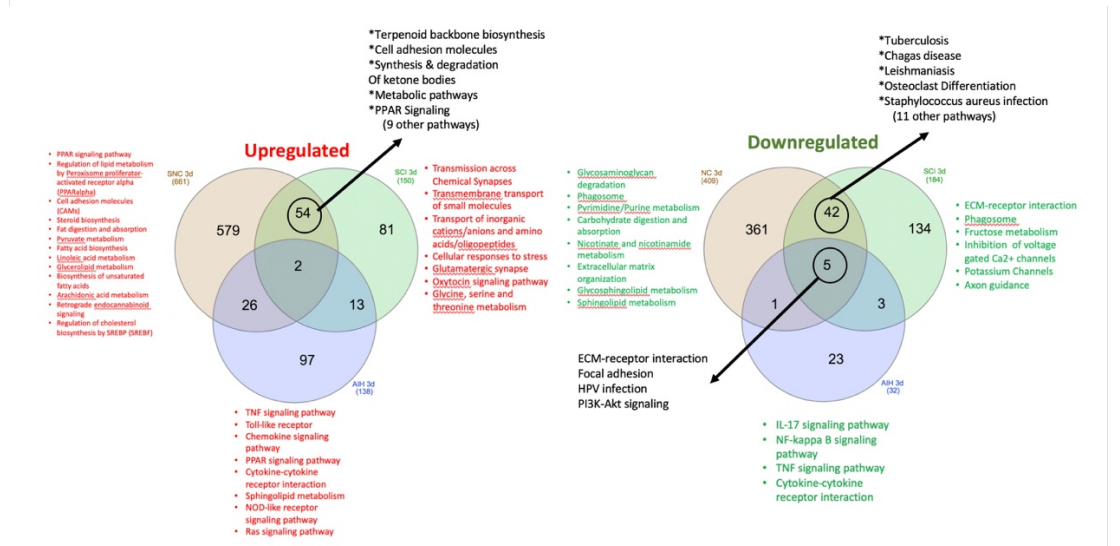 *Terpenoid backbone biosynthesis
*Cell adhesion molecules
*Synthesis & degradation
Of ketone bodies
*Metabolic pathways
*PPAR Signaling
(9 other pathways)
Upregulated
• PPAR signaling pathway
• Regulation of lipid metabolism
by Peroxisome proliferator-
activated receptor alpha
(PPARalpha)
• Cell adhesion molecules
(CAMs)
• Steroid biosynthesis
• Fat digestion and absorption
• Pyruvate metabolism
• Fatty acid biosynthesis
• Linoleic acid metabolism
• Glycerolipid metabolism
• Biosynthesis of unsaturated
fatty acids
• Arachidonic acid metabolism
• Retrograde endocannabinoid
signaling
• Regulation of cholesterol
biosynthesis by SREBP (SREBF)
SNC 3d
(661)
SCI 3d
(150)
579
54
81
2
26
13
97
AIH 3d
(138)
• Transmission across
Chemical Synapses
• Transmembrane transport
of small molecules
• Transport of inorganic
cations/anions and amino
acids/oligopeptides
• Cellular responses to stress
• Glutamatergic synapse
• Oxytocin signaling pathway
• Glycine, serine and
threonine metabolism
• TNF signaling pathway
• Toll-like receptor
• Chemokine signaling
pathway
• PPAR signaling pathway
• Cytokine-cytokine
receptor interaction
• Sphingolipid metabolism
• NOD-like receptor
signaling pathway
• Ras signaling pathway
*Tuberculosis
*Chagas disease
*Leishmaniasis
*Osteoclast Differentiation
*Staphylococcus aureus infection
(11 other pathways)
Downregulated
• Glycosaminoglycan
degradation
• Phagosome
• Pyrimidine/Purine metabolism
• Carbohydrate digestion and
absorption
• Nicotinate and nicotinamide
metabolism
• Extracellular matrix
organization
• Glycosphingolipid metabolism
• Sphingolipid metabolism
NC 3d
(409)
SCI 3d
(184)
361
42
134
5
1
3
23
AIH 3d
(32)
• ECM-receptor interaction
• Phagosome
• Fructose metabolism
• Inhibition of voltage
gated Ca2+ channels
• Potassium Channels
• Axon guidance
ECM-receptor interaction
Focal adhesion
HPV infection
PI3K-Akt signaling
• IL-17 signaling pathway
• NF-kappa B signaling
pathway
• TNF signaling pathway
• Cytokine-cytokine
receptor interaction